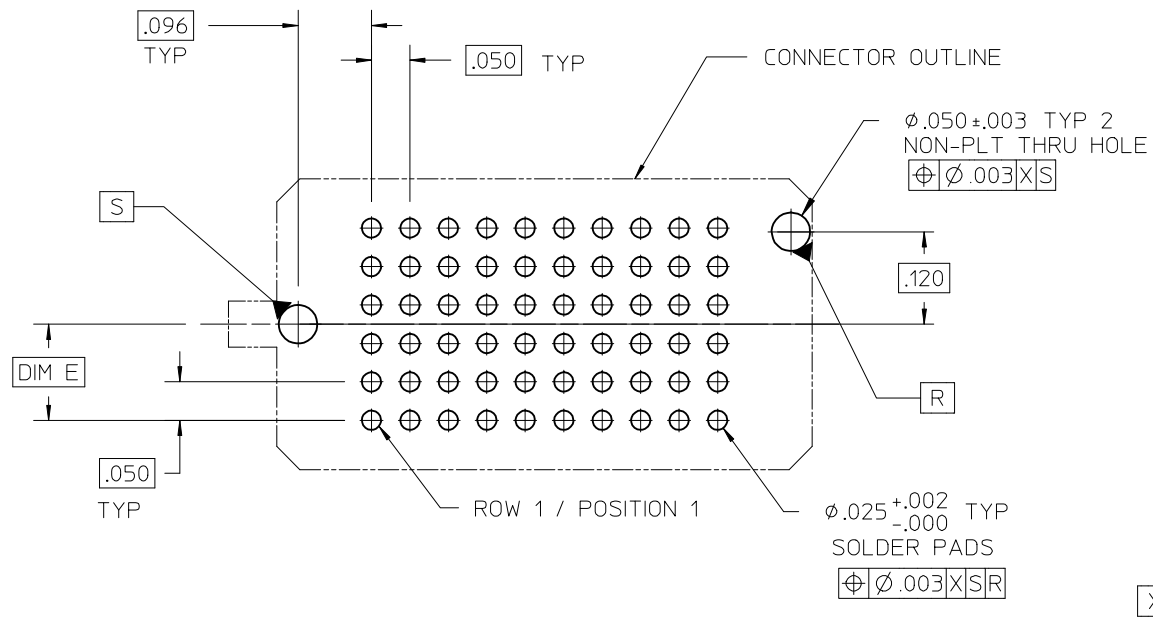 .096
TYP
.050 TYP
CONNECTOR OUTLINE
⌀.050±.003 TYP 2
NON-PLT THRU HOLE
⌖ ⌀.003 X S
S
.120
DIM E
R
.050
TYP
ROW 1 / POSITION 1
⌀.025 +.002 -.000 TYP
SOLDER PADS
⌖ ⌀.003 X S R